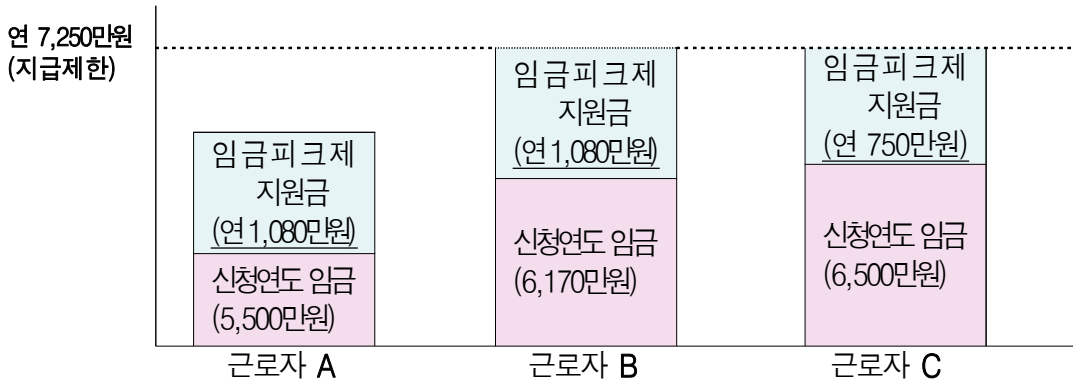 연 7,250만원
(지급제한)
임금피크제
지원금
(연 1,080만원)
신청연도 임금
(5,500만원)
근로자 A
임금피크제
지원금
(연 1,080만원)
신청연도 임금
(6,170만원)
근로자 B
임금피크제
지원금
(연 750만원)
신청연도 임금
(6,500만원)
근로자 C